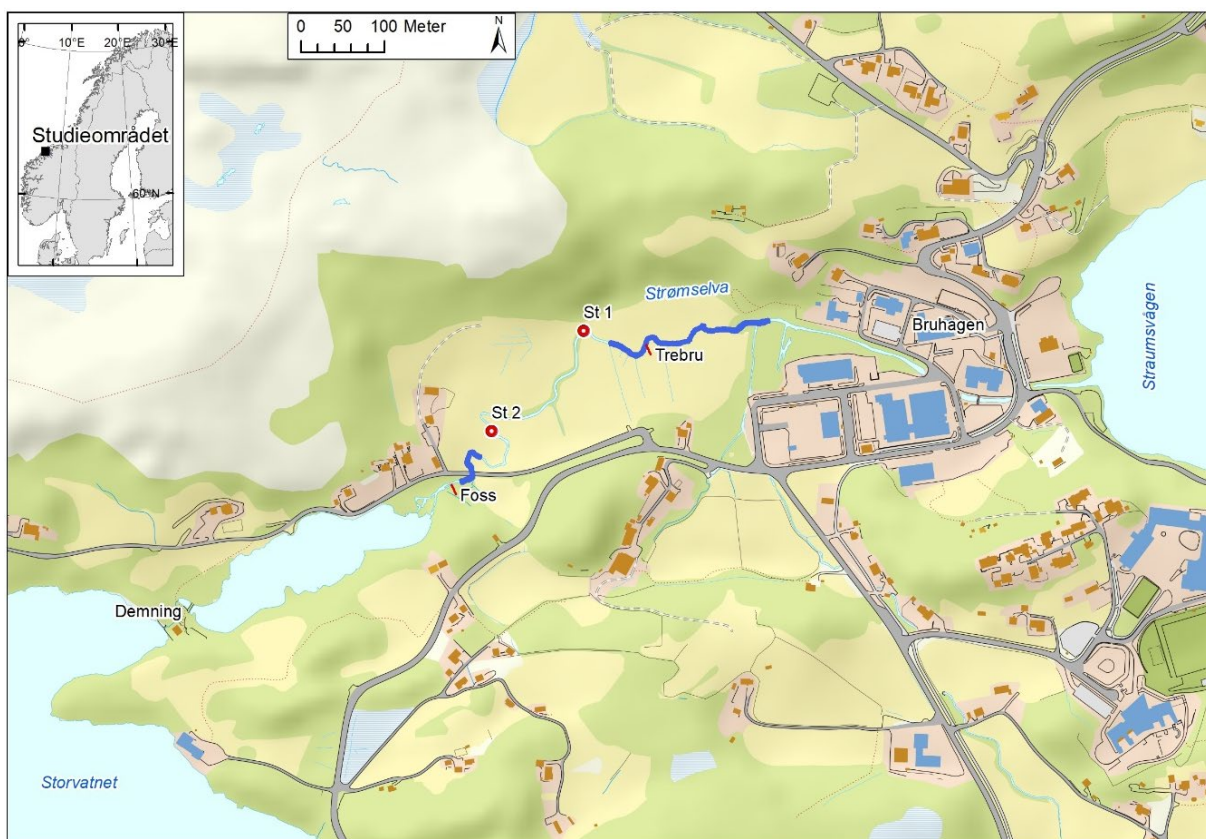 0° 10°E 20°E 30°E
Studieområdet
60°N
0 50 100 Meter
N
Strømselva
St 1
Trebru
Bruhagen
Straumsvågen
St 2
Foss
Demning
Storvatnet